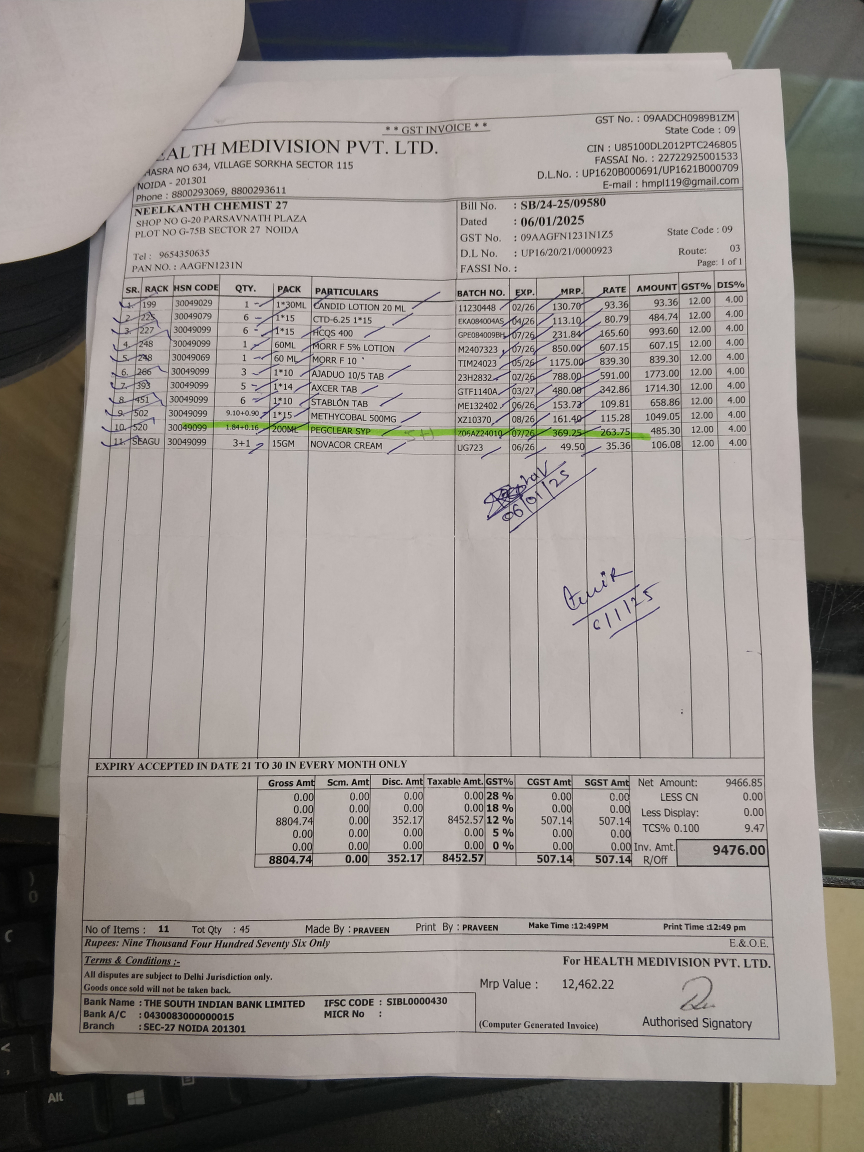 * * GST INVOICE * *
GST No. : 09AADCH0989B1ZM
State Code : 09
EALTH MEDIVISION PVT. LTD.
CIN : U85100DL2012PTC246805
HASRA NO 634, VILLAGE SORKHA SECTOR 115
FASSAI No. : 22722925001533
NOIDA - 201301
D.L.No. : UP1620B000691/UP1621B000709
Phone : 8800293069, 8800293611
E-mail : hmpl119@gmail.com
NEELKANTH CHEMIST 27
SHOP NO G-20 PARSAVNATH PLAZA
PLOT NO G-75B SECTOR 27 NOIDA
Tel : 9654350635
PAN NO. : AAGFN1231N
Bill No. : SB/24-25/09580
Dated : 06/01/2025
GST No. : 09AAGFN1231N1Z5 State Code : 09
D.L No. : UP16/20/21/0000923 Route: 03
FASSI No. : Page: 1 of 1
SR. RACK HSN CODE QTY. PACK PARTICULARS BATCH NO. EXP. MRP. RATE AMOUNT GST% DIS%
1. 199 30049029 1 1*30ML CANDID LOTION 20 ML 11230448 02/26 130.70 93.36 93.36 12.00 4.00
2. 225 30049079 6 1*15 CTD-6.25 1*15 EKA084004AS 04/26 113.10 80.79 484.74 12.00 4.00
3. 227 30049099 6 1*15 HCQS 400 GPE084009BH 07/26 231.84 165.60 993.60 12.00 4.00
4. 248 30049099 1 60ML MORR F 5% LOTION M2407323 07/26 850.00 607.15 607.15 12.00 4.00
5. 248 30049069 1 60 ML MORR F 10 TIM24023 05/26 1175.00 839.30 839.30 12.00 4.00
6. 266 30049099 3 1*10 AJADUO 10/5 TAB 23H2832 02/26 788.00 591.00 1773.00 12.00 4.00
7. 393 30049099 5 1*14 AXCER TAB GTF1140A 03/27 480.08 342.86 1714.30 12.00 4.00
8. 451 30049099 6 1*10 STABLON TAB ME132402 06/26 153.73 109.81 658.86 12.00 4.00
9. 502 30049099 9.10+0.90 1*15 METHYCOBAL 500MG XZ10370 08/26 161.40 115.28 1049.05 12.00 4.00
10. 520 30049099 1.84+0.16 200ML PEGCLEAR SYP Z06AZ24010 07/26 369.25 263.75 485.30 12.00 4.00
11. SEAGU 30049099 3+1 15GM NOVACOR CREAM UG723 06/26 49.50 35.36 106.08 12.00 4.00
06/01/25
6/1/25
EXPIRY ACCEPTED IN DATE 21 TO 30 IN EVERY MONTH ONLY
Gross Amt Scm. Amt Disc. Amt Taxable Amt. GST% CGST Amt SGST Amt
0.00 0.00 0.00 0.00 28 % 0.00 0.00
0.00 0.00 0.00 0.00 18 % 0.00 0.00
8804.74 0.00 352.17 8452.57 12 % 507.14 507.14
0.00 0.00 0.00 0.00 5 % 0.00 0.00
0.00 0.00 0.00 0.00 0 % 0.00 0.00
8804.74 0.00 352.17 8452.57 507.14 507.14
Net Amount: 9466.85
LESS CN 0.00
Less Display: 0.00
TCS% 0.100 9.47
Inv. Amt. 9476.00
R/Off
No of Items : 11 Tot Qty : 45 Made By : PRAVEEN Print By : PRAVEEN Make Time :12:49PM Print Time :12:49 pm
Rupees: Nine Thousand Four Hundred Seventy Six Only E.& O.E.
Terms & Conditions :-
All disputes are subject to Delhi Jurisdiction only.
Goods once sold will not be taken back.
For HEALTH MEDIVISION PVT. LTD.
Mrp Value : 12,462.22
Bank Name : THE SOUTH INDIAN BANK LIMITED IFSC CODE : SIBL0000430
Bank A/C : 0430083000000015 MICR No :
Branch : SEC-27 NOIDA 201301
(Computer Generated Invoice) Authorised Signatory
Alt